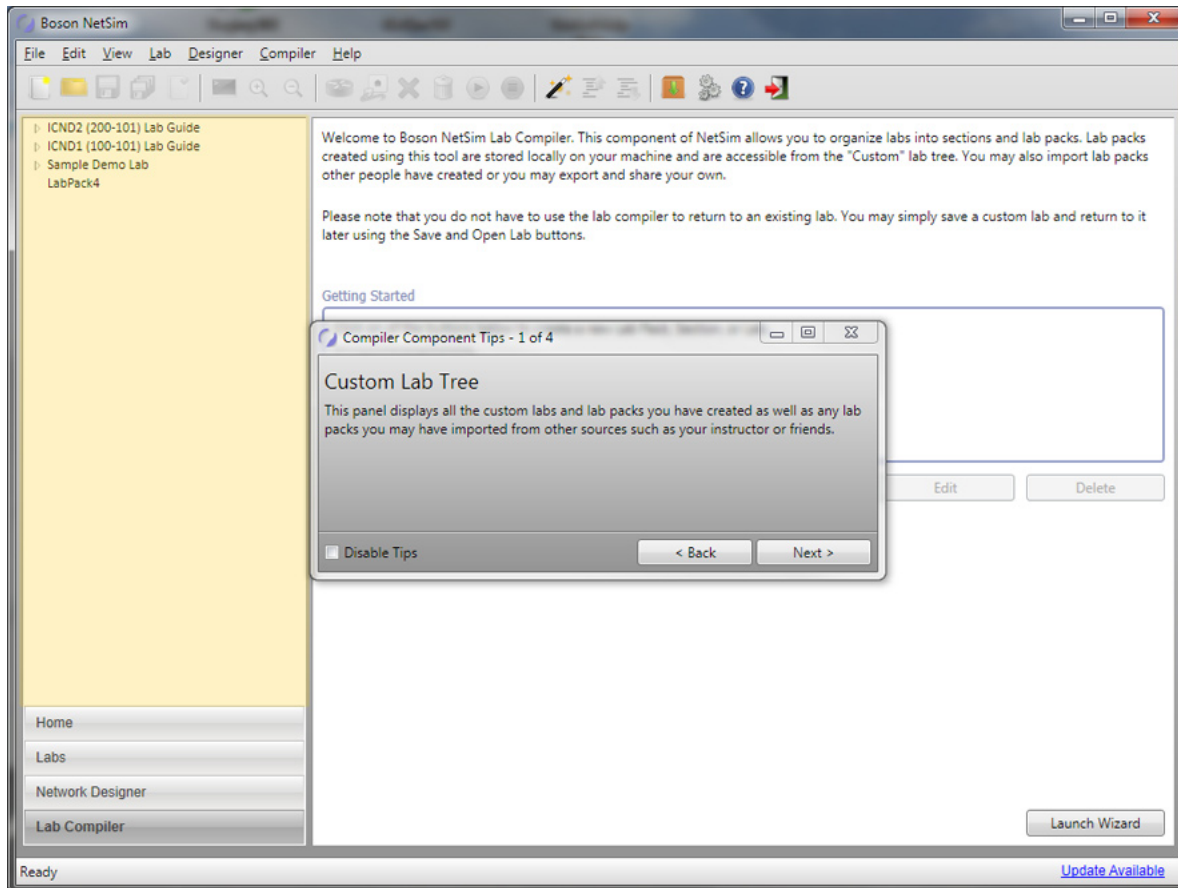 Boson NetSim
File Edit View Lab Designer Compiler Help
ICND2 (200-101) Lab Guide
ICND1 (100-101) Lab Guide
Sample Demo Lab
LabPack4
Welcome to Boson NetSim Lab Compiler. This component of NetSim allows you to organize labs into sections and lab packs. Lab packs
created using this tool are stored locally on your machine and are accessible from the "Custom" lab tree. You may also import lab packs
other people have created or you may export and share your own.
Please note that you do not have to use the lab compiler to return to an existing lab. You may simply save a custom lab and return to it
later using the Save and Open Lab buttons.
Getting Started
Compiler Component Tips - 1 of 4
Custom Lab Tree
This panel displays all the custom labs and lab packs you have created as well as any lab
packs you may have imported from other sources such as your instructor or friends.
Disable Tips
< Back
Next >
Edit
Delete
Home
Labs
Network Designer
Lab Compiler
Launch Wizard
Ready
Update Available